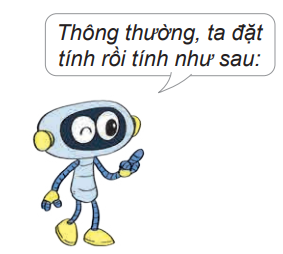 Thông thường, ta đặt
tính rồi tính như sau: